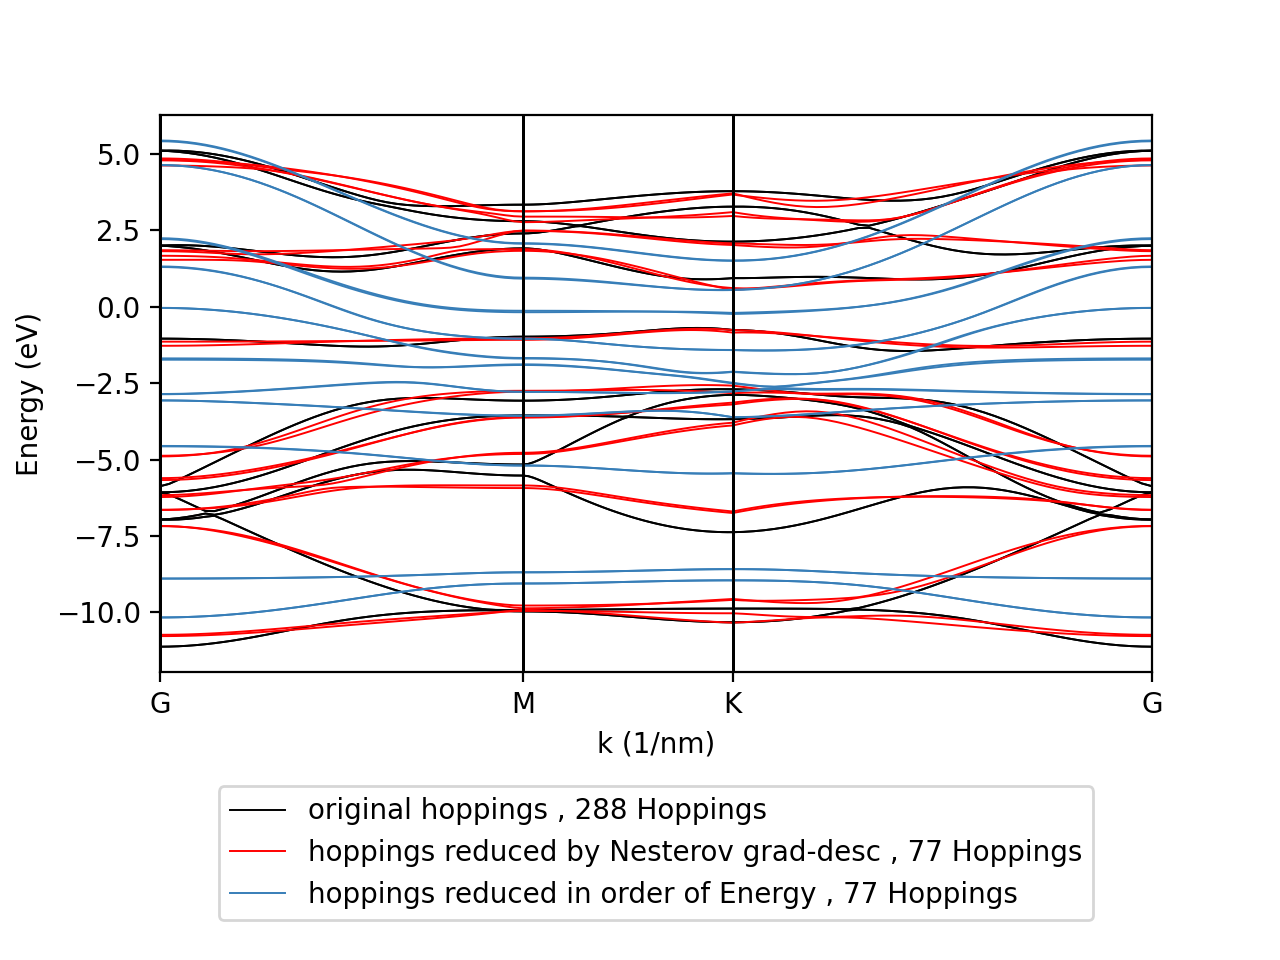 5.0
2.5
0.0
−2.5
−5.0
−7.5
−10.0
Energy (eV)
G M K G
k (1/nm)
original hoppings , 288 Hoppings
hoppings reduced by Nesterov grad-desc , 77 Hoppings
hoppings reduced in order of Energy , 77 Hoppings